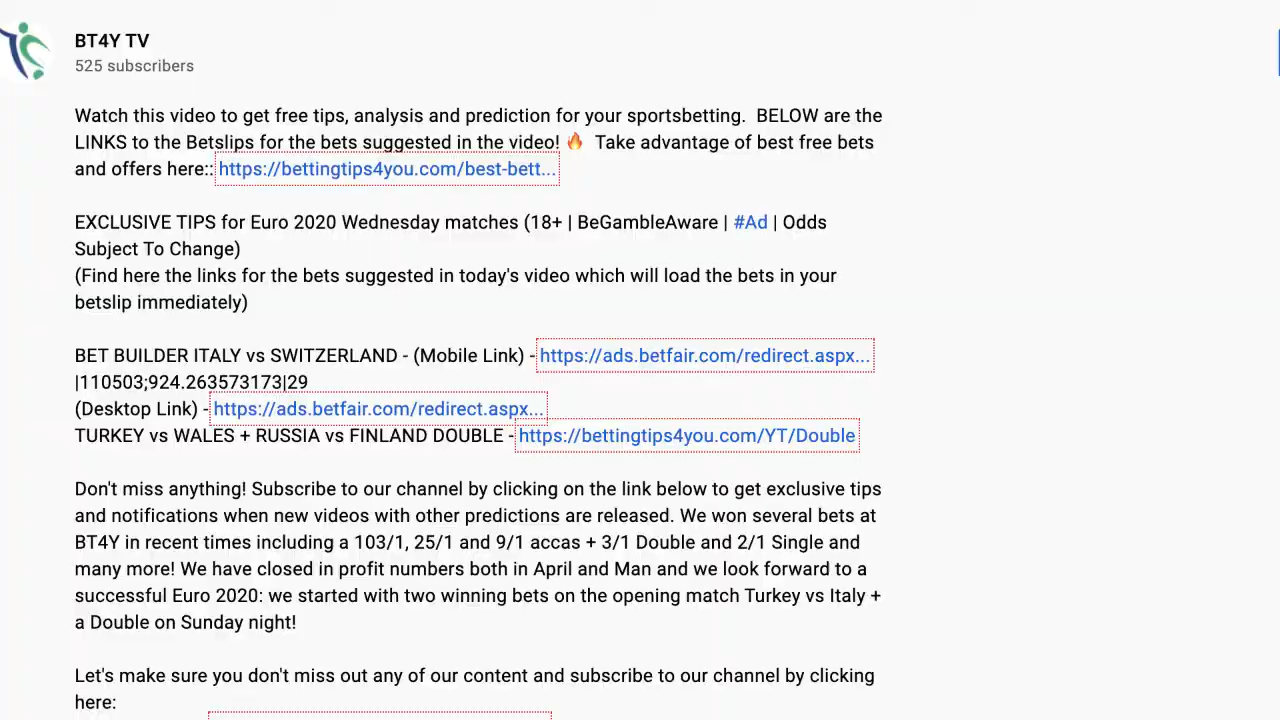 BT4Y TV
525 subscribers
Watch this video to get free tips, analysis and prediction for your sportsbetting.  BELOW are the
LINKS to the Betslips for the bets suggested in the video! 🔥  Take advantage of best free bets
and offers here:: https://bettingtips4you.com/best-bett...
EXCLUSIVE TIPS for Euro 2020 Wednesday matches (18+ | BeGambleAware | #Ad | Odds
Subject To Change)
(Find here the links for the bets suggested in today's video which will load the bets in your
betslip immediately)
BET BUILDER ITALY vs SWITZERLAND - (Mobile Link) - https://ads.betfair.com/redirect.aspx...
|110503;924.263573173|29
(Desktop Link) - https://ads.betfair.com/redirect.aspx...
TURKEY vs WALES + RUSSIA vs FINLAND DOUBLE - https://bettingtips4you.com/YT/Double
Don't miss anything! Subscribe to our channel by clicking on the link below to get exclusive tips
and notifications when new videos with other predictions are released. We won several bets at
BT4Y in recent times including a 103/1, 25/1 and 9/1 accas + 3/1 Double and 2/1 Single and
many more! We have closed in profit numbers both in April and Man and we look forward to a
successful Euro 2020: we started with two winning bets on the opening match Turkey vs Italy +
a Double on Sunday night!
Let's make sure you don't miss out any of our content and subscribe to our channel by clicking
here: